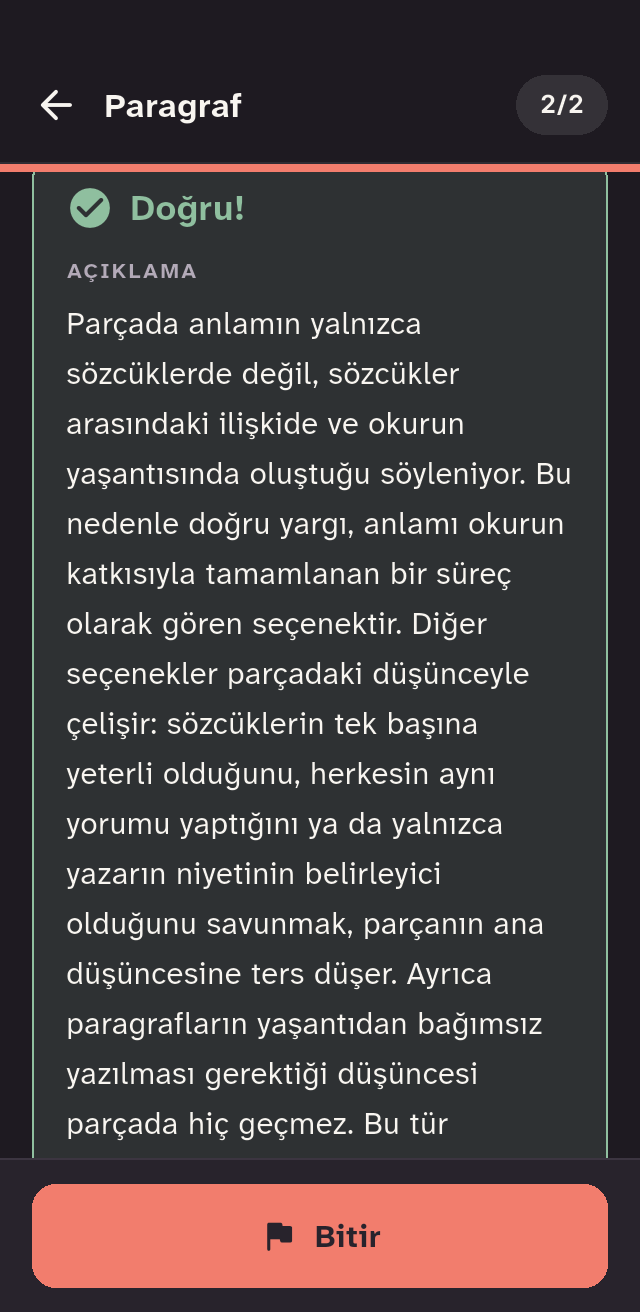 Paragraf
2/2
Doğru!
AÇIKLAMA
Parçada anlamın yalnızca
sözcüklerde değil, sözcükler
arasındaki ilişkide ve okurun
yaşantısında oluştuğu söyleniyor. Bu
nedenle doğru yargı, anlamı okurun
katkısıyla tamamlanan bir süreç
olarak gören seçenektir. Diğer
seçenekler parçadaki düşünceyle
çelişir: sözcüklerin tek başına
yeterli olduğunu, herkesin aynı
yorumu yaptığını ya da yalnızca
yazarın niyetinin belirleyici
olduğunu savunmak, parçanın ana
düşüncesine ters düşer. Ayrıca
paragrafların yaşantıdan bağımsız
yazılması gerektiği düşüncesi
parçada hiç geçmez. Bu tür
Bitir